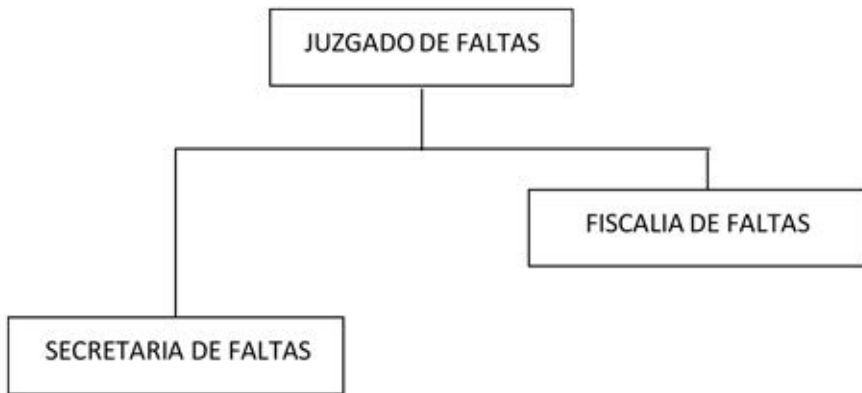 JUZGADO DE FALTAS
FISCALIA DE FALTAS
SECRETARIA DE FALTAS